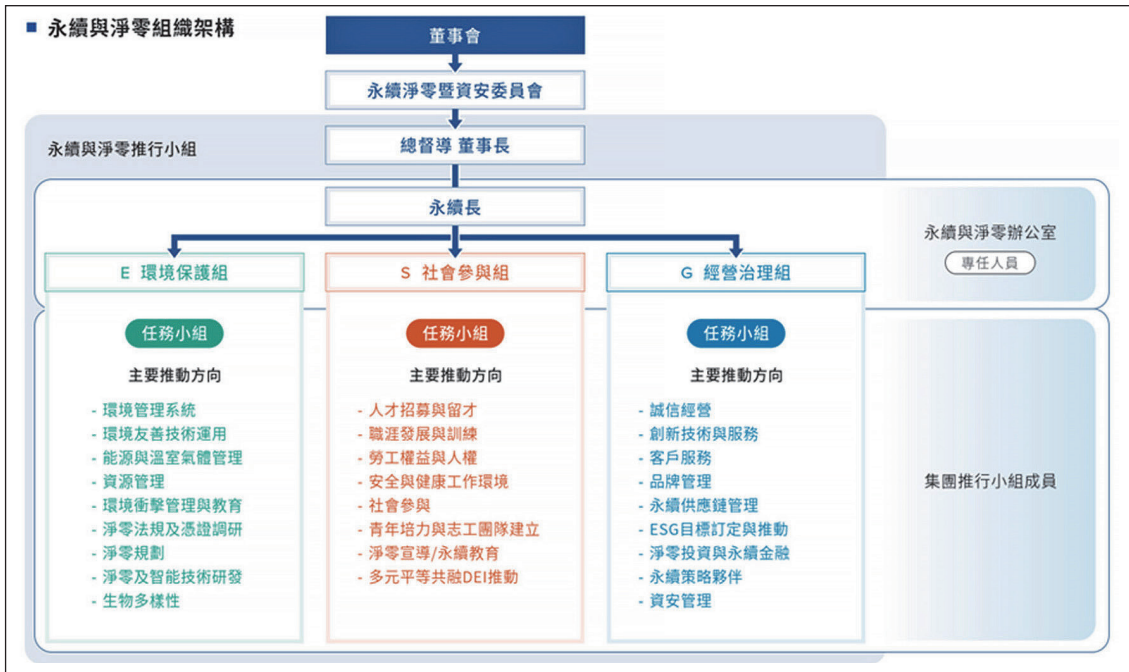 永續與淨零組織架構
董事會
永續淨零暨資安委員會
永續與淨零推行小組
總督導 董事長
永續長
永續與淨零辦公室
專任人員
E 環境保護組
任務小組
主要推動方向
- 環境管理系統
- 環境友善技術運用
- 能源與溫室氣體管理
- 資源管理
- 環境衝擊管理與教育
- 淨零法規及憑證調研
- 淨零規劃
- 淨零及智能技術研發
- 生物多樣性
S 社會參與組
任務小組
主要推動方向
- 人才招募與留才
- 職涯發展與訓練
- 勞工權益與人權
- 安全與健康工作環境
- 社會參與
- 青年培力與志工團隊建立
- 淨零宣導/永續教育
- 多元平等共融DEI推動
G 經營治理組
任務小組
主要推動方向
- 誠信經營
- 創新技術與服務
- 客戶服務
- 品牌管理
- 永續供應鏈管理
- ESG目標訂定與推動
- 淨零投資與永續金融
- 永續策略夥伴
- 資安管理
集團推行小組成員